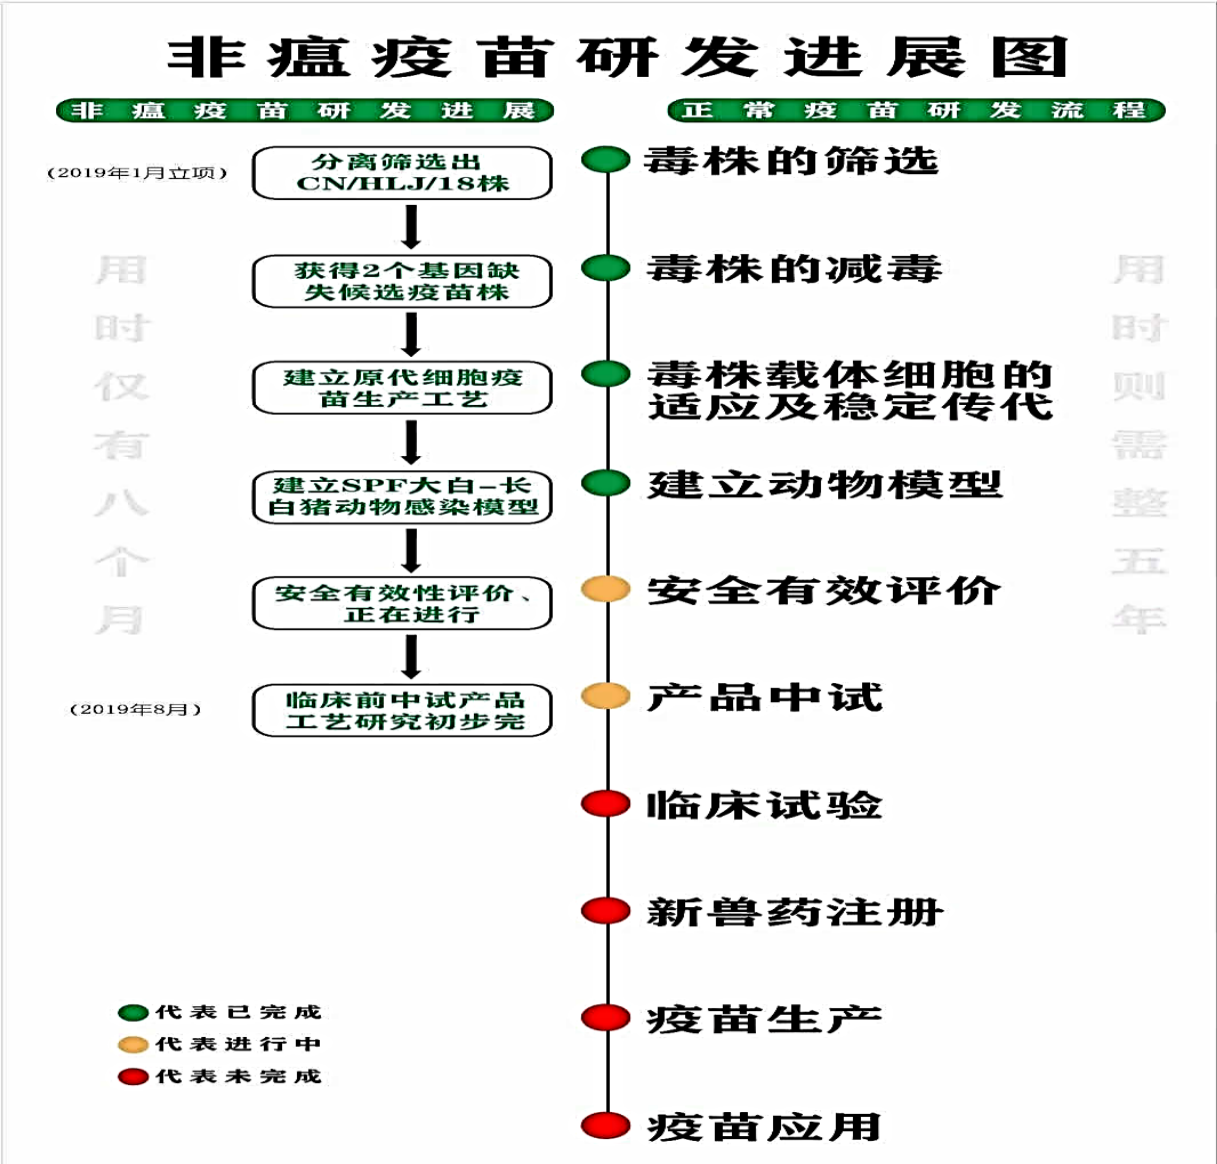 非瘟疫苗研发进展图
非瘟疫苗研发进展
正常疫苗研发流程
(2019年1月立项)
分离筛选出
CN/HLJ/18株
毒株的筛选
获得2个基因缺
失候选疫苗株
毒株的减毒
建立原代细胞疫
苗生产工艺
毒株载体细胞的
适应及稳定传代
建立SPF大白-长
白猪动物感染模型
建立动物模型
安全有效性评价、
正在进行
安全有效评价
(2019年8月)
临床前中试产品
工艺研究初步完
产品中试
临床试验
新兽药注册
疫苗生产
疫苗应用
用时仅有八个月
用时则需整五年
代表已完成
代表进行中
代表未完成